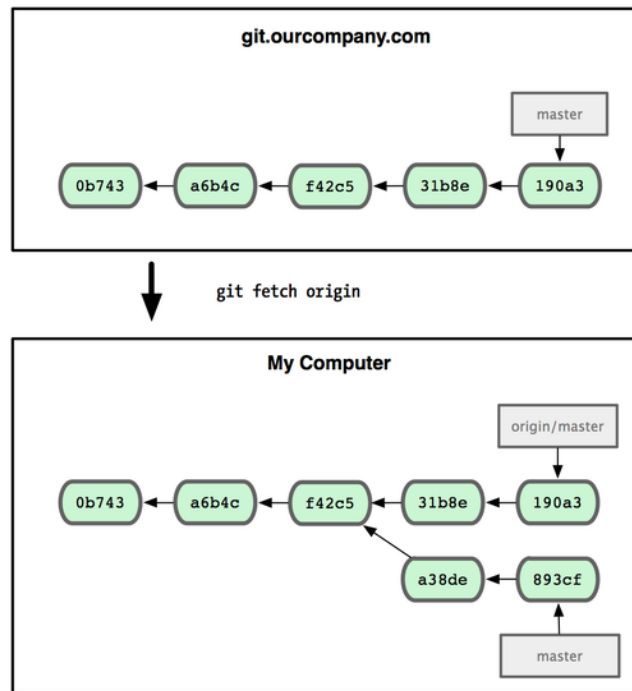 git.ourcompany.com
master
0b743 a6b4c f42c5 31b8e 190a3
git fetch origin
My Computer
origin/master
0b743 a6b4c f42c5 31b8e 190a3
a38de 893cf
master